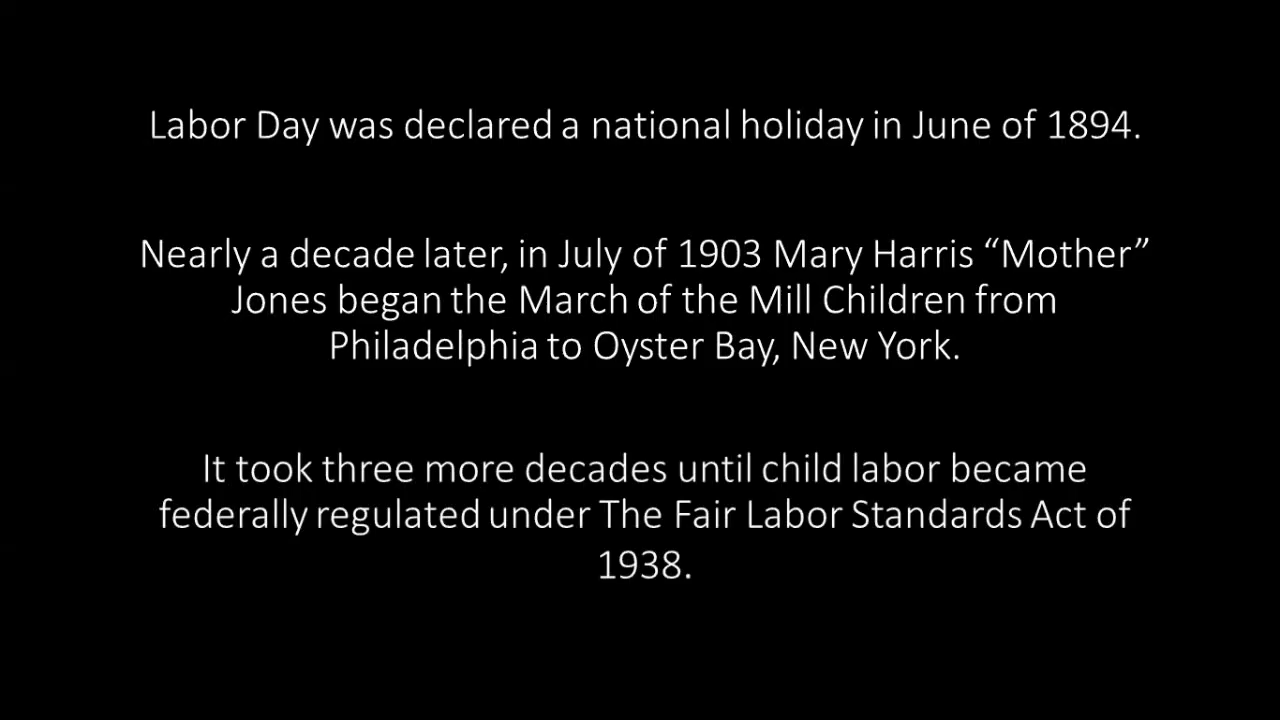 Labor Day was declared a national holiday in June of 1894.
Nearly a decade later, in July of 1903 Mary Harris “Mother”
Jones began the March of the Mill Children from
Philadelphia to Oyster Bay, New York.
It took three more decades until child labor became
federally regulated under The Fair Labor Standards Act of
1938.